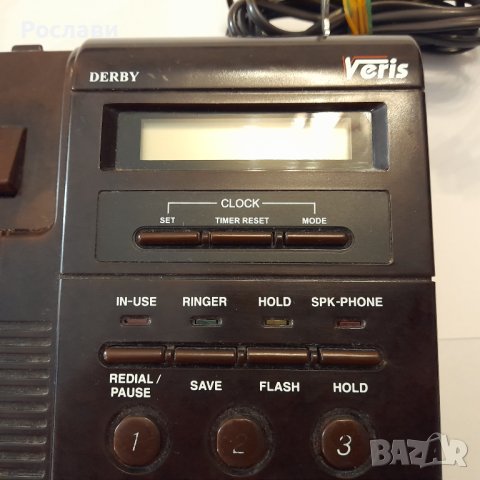 Рослави
DERBY
Veris
CLOCK
SET TIMER RESET MODE
IN-USE RINGER HOLD SPK-PHONE
REDIAL / PAUSE SAVE FLASH HOLD
1 2 3
BAZAR